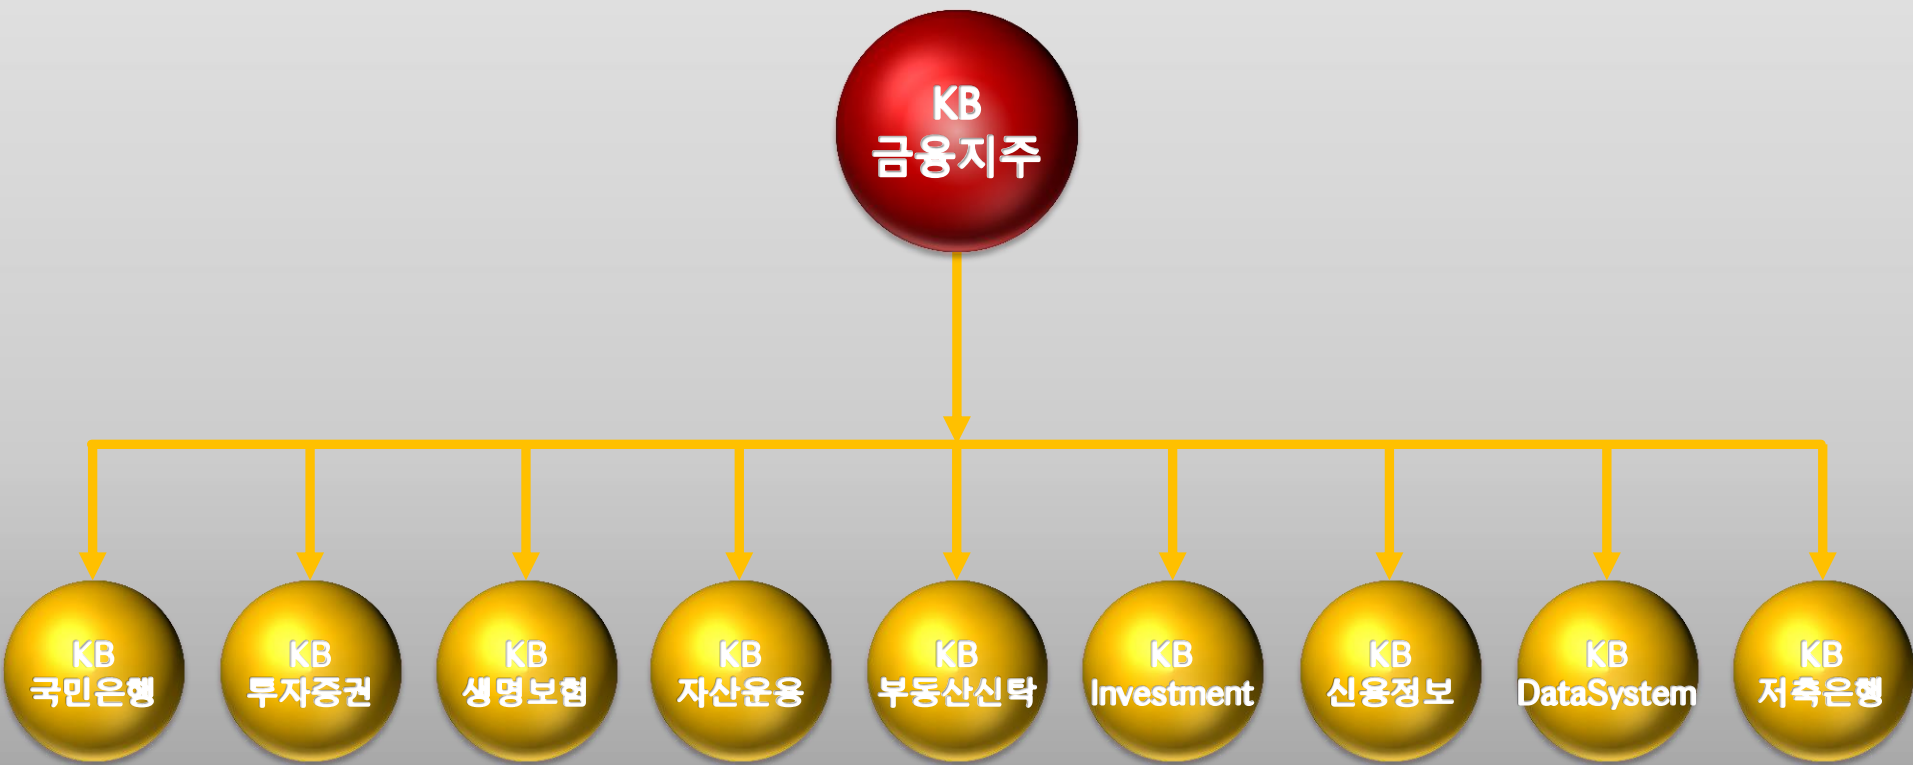 KB
금융지주
KB
국민은행
KB
투자증권
KB
생명보험
KB
자산운용
KB
부동산신탁
KB
Investment
KB
신용정보
KB
DataSystem
KB
저축은행